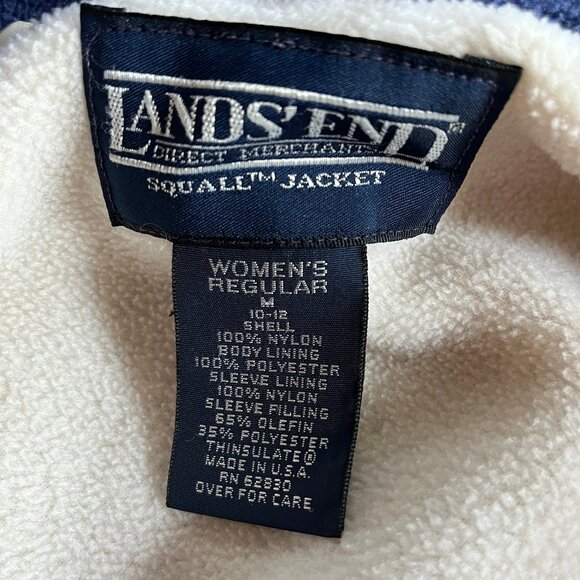 LANDS' END™
DIRECT MERCHANTS
SQUALL™ JACKET
WOMEN'S
REGULAR
M
10-12
SHELL
100% NYLON
BODY LINING
100% POLYESTER
SLEEVE LINING
100% NYLON
SLEEVE FILLING
65% OLEFIN
35% POLYESTER
THINSULATE®
MADE IN U.S.A.
RN 62830
OVER FOR CARE